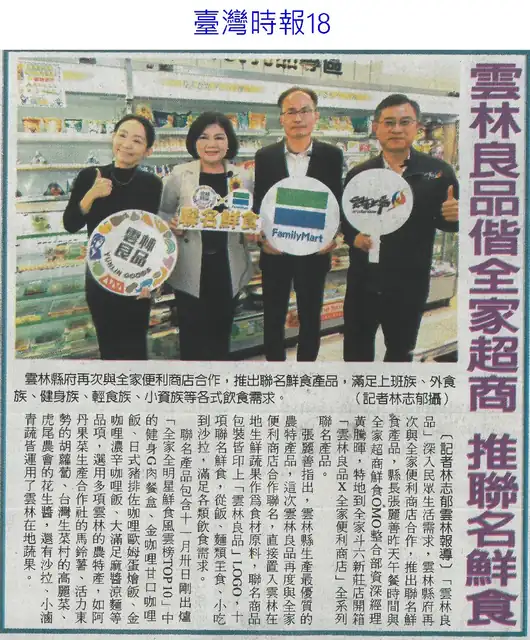 臺灣時報18
雲林良品偕全家超商 推聯名鮮食
雲林良品
YUNLIN GOODS
聯名鮮食
FamilyMart
雲林縣府再次與全家便利商店合作，推出聯名鮮食產品，滿足上班族、外食
族、健身族、輕食族、小資族等各式飲食需求。　（記者林志郁攝）
〔記者林志郁雲林報導〕「雲林良
品」深入民眾生活需求，雲林縣府再
次與全家便利商店合作，推出聯名鮮
食產品，縣長張麗善昨天午餐時間與
全家超商鮮食OMO整合部資深經理
黃騰輝，特地到全家斗六新莊店開箱
「雲林良品X全家便利商店」全系列
聯名產品。
張麗善指出，雲林縣生產最優質的
農特產品，這次，雲林良品再度與全家
便利商店合作聯名，直接置入雲林在
地生鮮蔬果作為食材原料，聯名商品
包裝皆印上「雲林良品」LOGO，十
項聯名鮮食，從飯、麵類主食、小吃
到沙拉，滿足各類飲食需求。
聯名產品包含十一月卅日剛出爐
「全家全明星鮮食風雲榜TOP10」中
的健身G肉餐盒、金咖哩甘口咖哩
飯、日式豬排佐咖哩歐姆蛋燴飯、金
咖哩濃辛咖哩飯、大滿足麻醬涼麵等
品項，選用多項雲林的農特產，如阿
丹果菜生產合作社的馬鈴薯、活力東
勢的胡蘿蔔、台灣生菜村的高麗菜、
虎尾農會的花生醬，還有沙拉、小滷
青蔬皆運用了雲林在地蔬果。